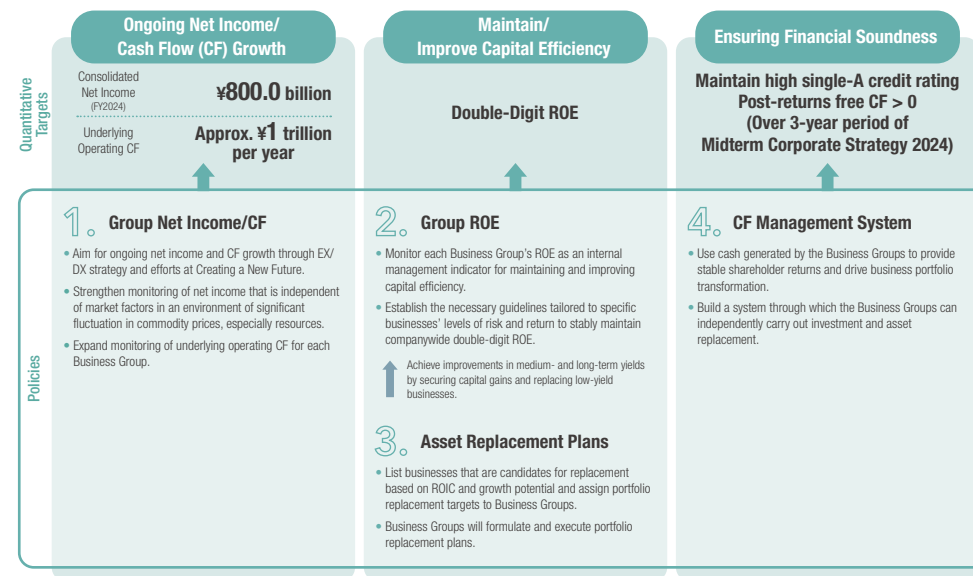 Ongoing Net Income/
Cash Flow (CF) Growth
Maintain/
Improve Capital Efficiency
Ensuring Financial Soundness
Quantitative
Targets
Consolidated
Net Income
(FY2024)
¥800.0 billion
Underlying
Operating CF
Approx. ¥1 trillion
per year
Double-Digit ROE
Maintain high single-A credit rating
Post-returns free CF > 0
(Over 3-year period of
Midterm Corporate Strategy 2024)
Policies
1. Group Net Income/CF
• Aim for ongoing net income and CF growth through EX/
DX strategy and efforts at Creating a New Future.
• Strengthen monitoring of net income that is independent
of market factors in an environment of significant
fluctuation in commodity prices, especially resources.
• Expand monitoring of underlying operating CF for each
Business Group.
2. Group ROE
• Monitor each Business Group's ROE as an internal
management indicator for maintaining and improving
capital efficiency.
• Establish the necessary guidelines tailored to specific
businesses' levels of risk and return to stably maintain
companywide double-digit ROE.
Achieve improvements in medium- and long-term yields
by securing capital gains and replacing low-yield
businesses.
3. Asset Replacement Plans
• List businesses that are candidates for replacement
based on ROIC and growth potential and assign portfolio
replacement targets to Business Groups.
• Business Groups will formulate and execute portfolio
replacement plans.
4. CF Management System
• Use cash generated by the Business Groups to provide
stable shareholder returns and drive business portfolio
transformation.
• Build a system through which the Business Groups can
independently carry out investment and asset
replacement.